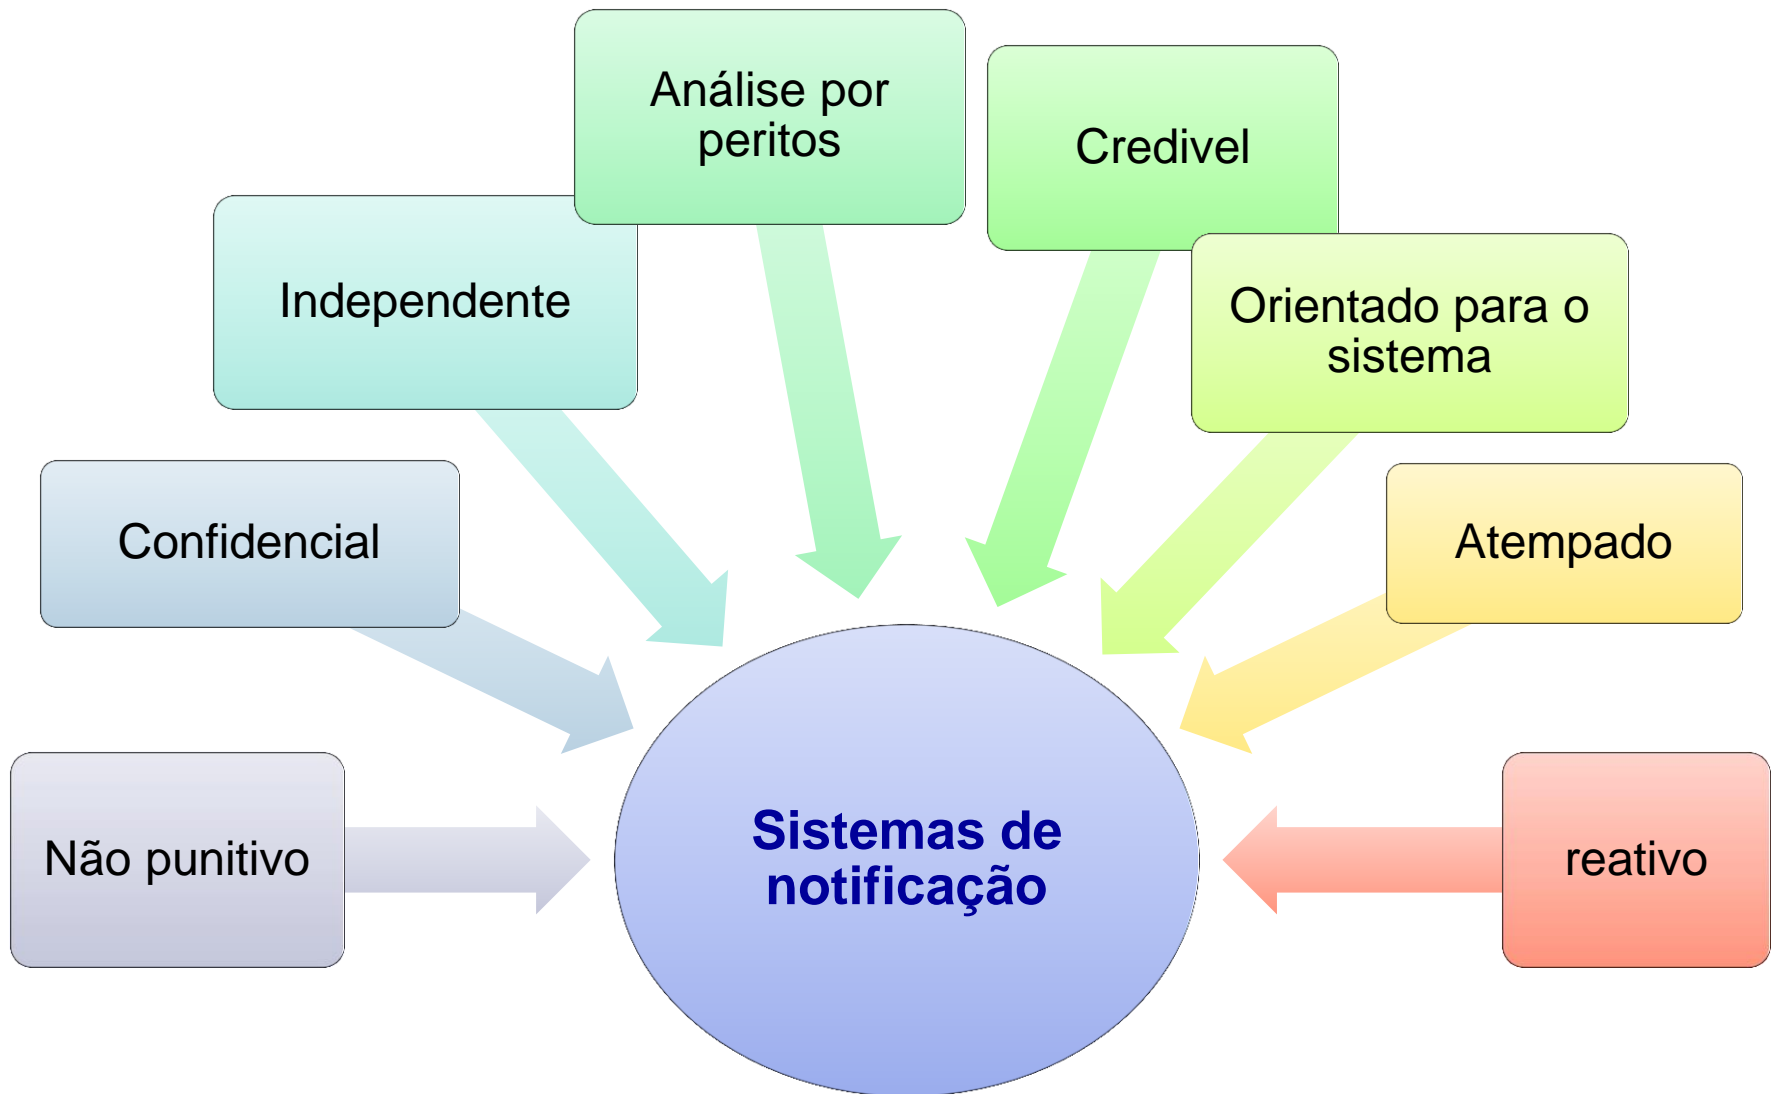 Análise por
peritos
Credivel
Independente
Orientado para o
sistema
Confidencial
Atempado
Não punitivo
Sistemas de
notificação
reativo